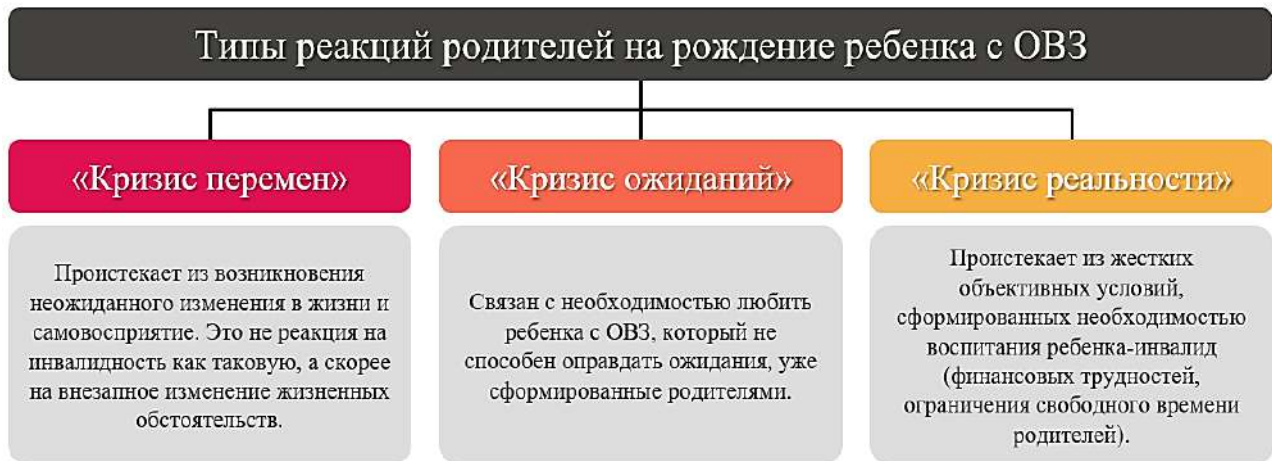 Типы реакций родителей на рождение ребенка с ОВЗ
«Кризис перемен»
Проистекает из возникновения
неожиданного изменения в жизни и
самовосприятие. Это не реакция на
инвалидность как таковую, а скорее
на внезапное изменение жизненных
обстоятельств.
«Кризис ожиданий»
Связан с необходимостью любить
ребенка с ОВЗ, который не
способен оправдать ожидания, уже
сформированные родителями.
«Кризис реальности»
Проистекает из жестких
объективных условий,
сформированных необходимостью
воспитания ребенка-инвалид
(финансовых трудностей,
ограничения свободного времени
родителей).